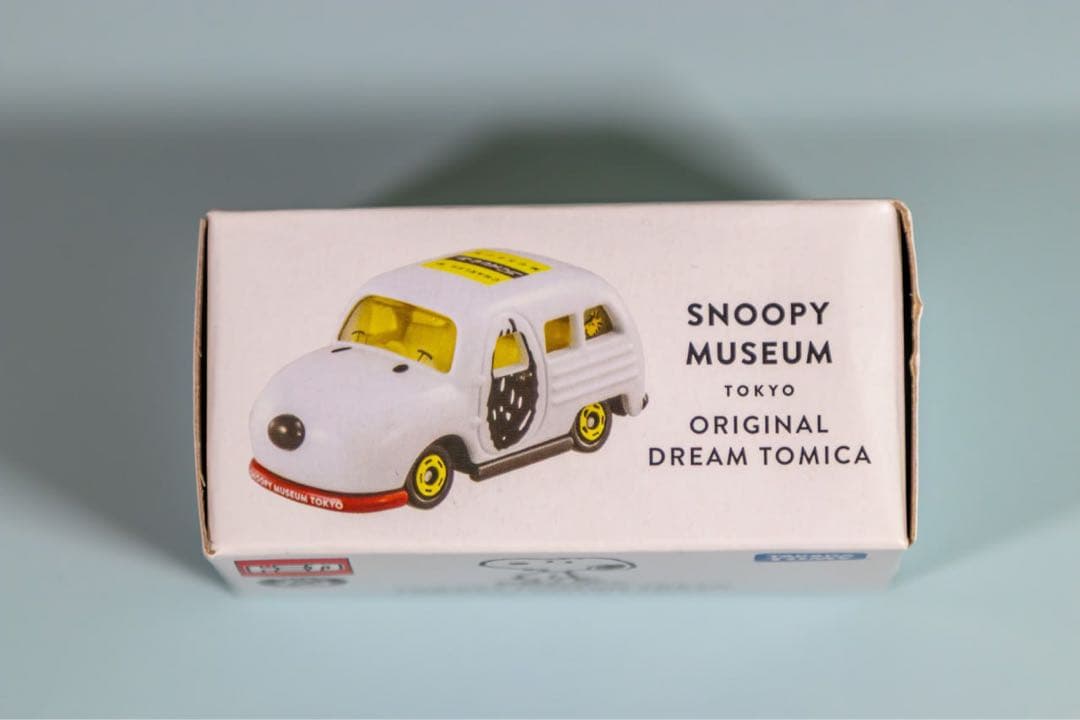 SNOOPY
MUSEUM
TOKYO
ORIGINAL
DREAM TOMICA
SNOOPY MUSEUM TOKYO